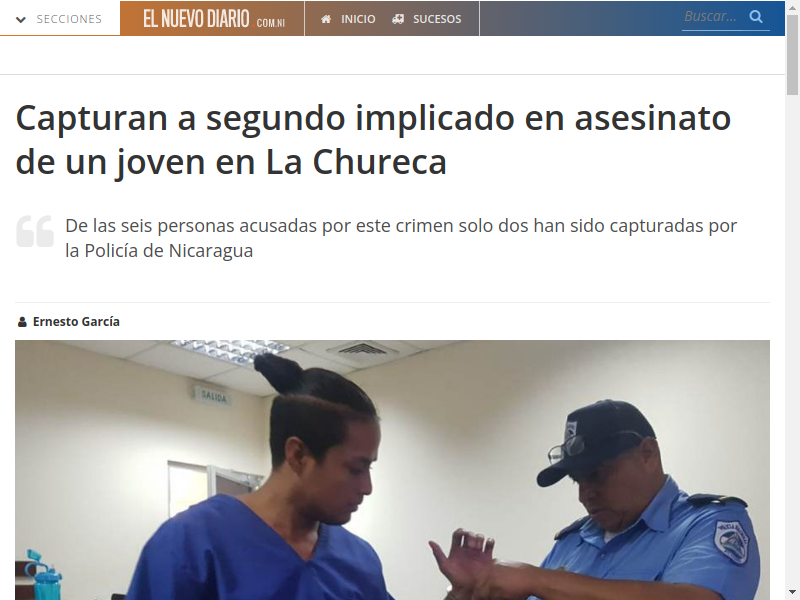 SECCIONES
EL NUEVO DIARIO .COM.NI
INICIO
SUCESOS
Buscar...
Capturan a segundo implicado en asesinato
de un joven en La Chureca
De las seis personas acusadas por este crimen solo dos han sido capturadas por
la Policía de Nicaragua
Ernesto García
SALIDA